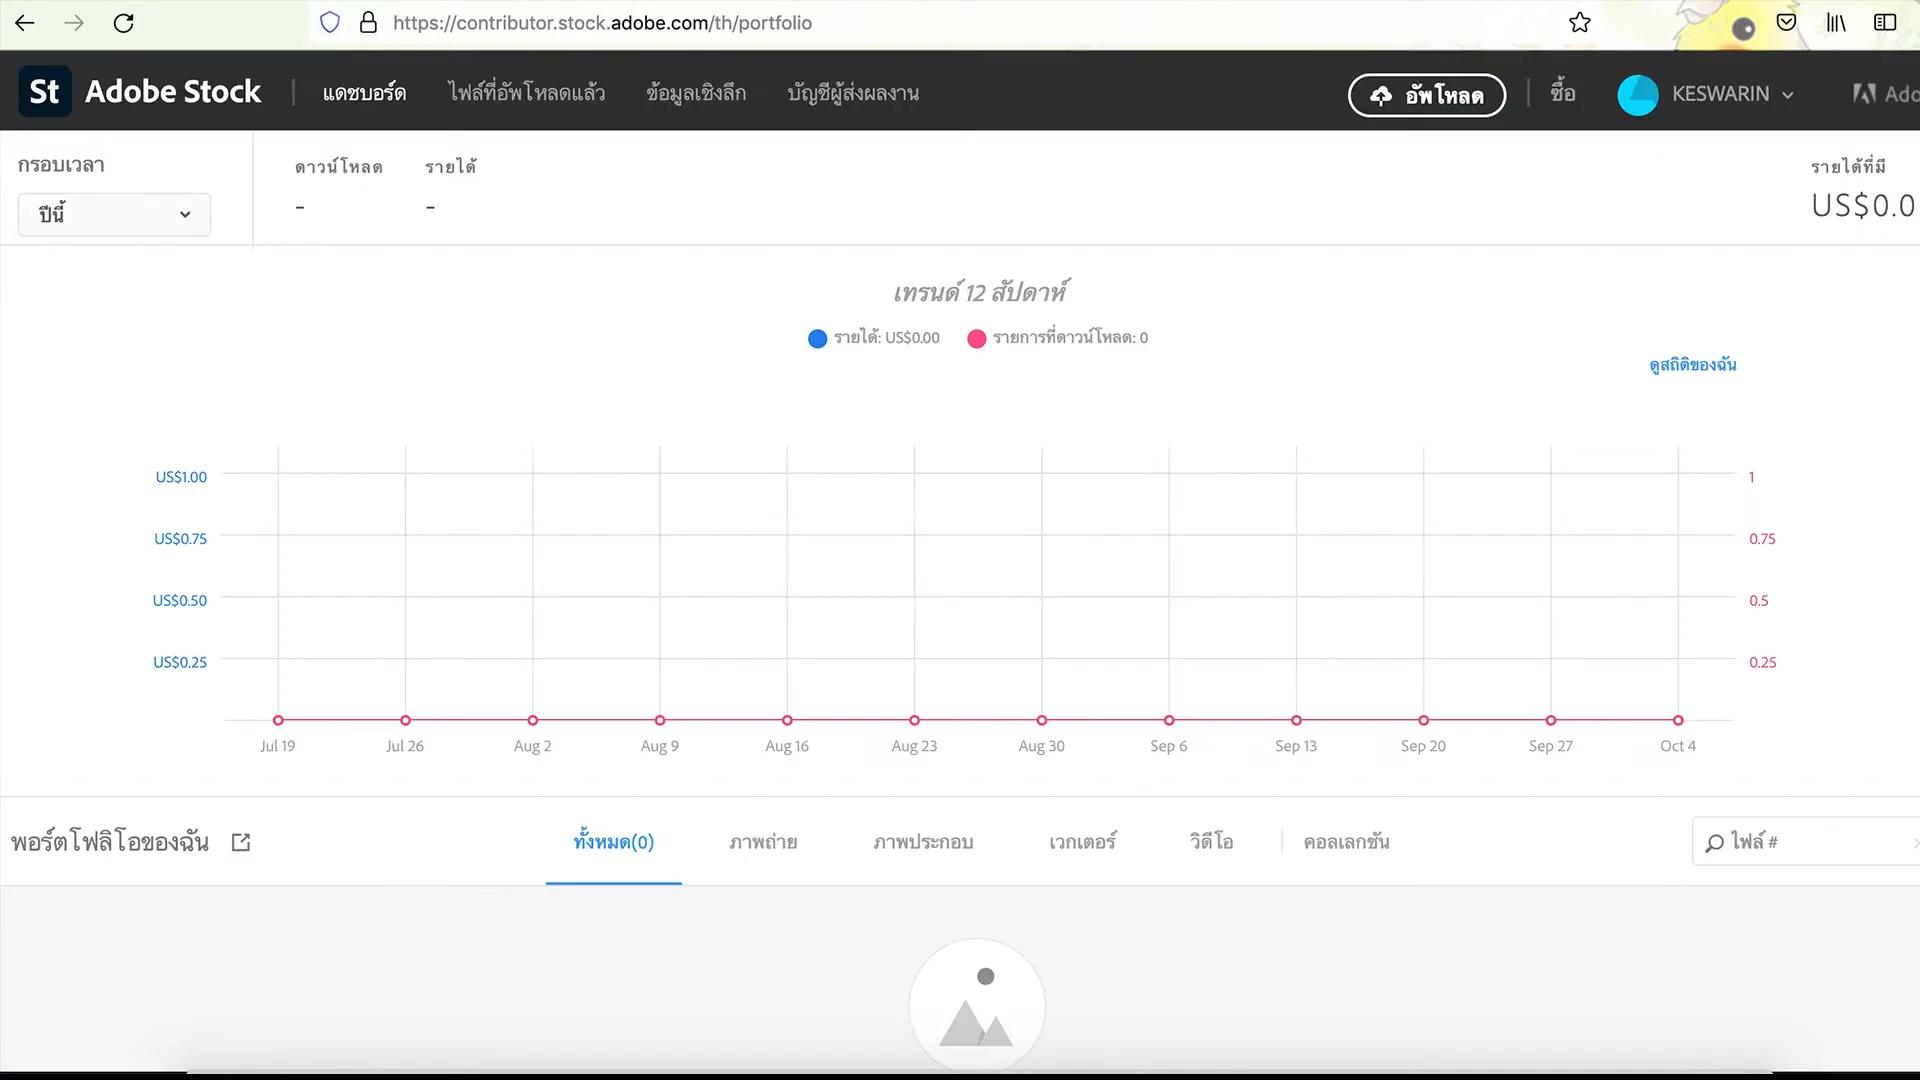 https://contributor.stock.adobe.com/th/portfolio
St Adobe Stock แดชบอร์ด ไฟล์ที่อัพโหลดแล้ว ข้อมูลเชิงลึก บัญชีผู้ส่งผลงาน อัพโหลด ซื้อ KESWARIN Ado
กรอบเวลา ดาวน์โหลด รายได้ รายได้ที่มี
ปีนี้ - - US$0.0
เทรนด์ 12 สัปดาห์
รายได้: US$0.00 รายการที่ดาวน์โหลด: 0
ดูสถิติของฉัน
US$1.00 1
US$0.75 0.75
US$0.50 0.5
US$0.25 0.25
Jul 19 Jul 26 Aug 2 Aug 9 Aug 16 Aug 23 Aug 30 Sep 6 Sep 13 Sep 20 Sep 27 Oct 4
พอร์ตโฟลิโอของฉัน ทั้งหมด(0) ภาพถ่าย ภาพประกอบ เวกเตอร์ วิดีโอ คอลเลกชัน ไฟล์ #